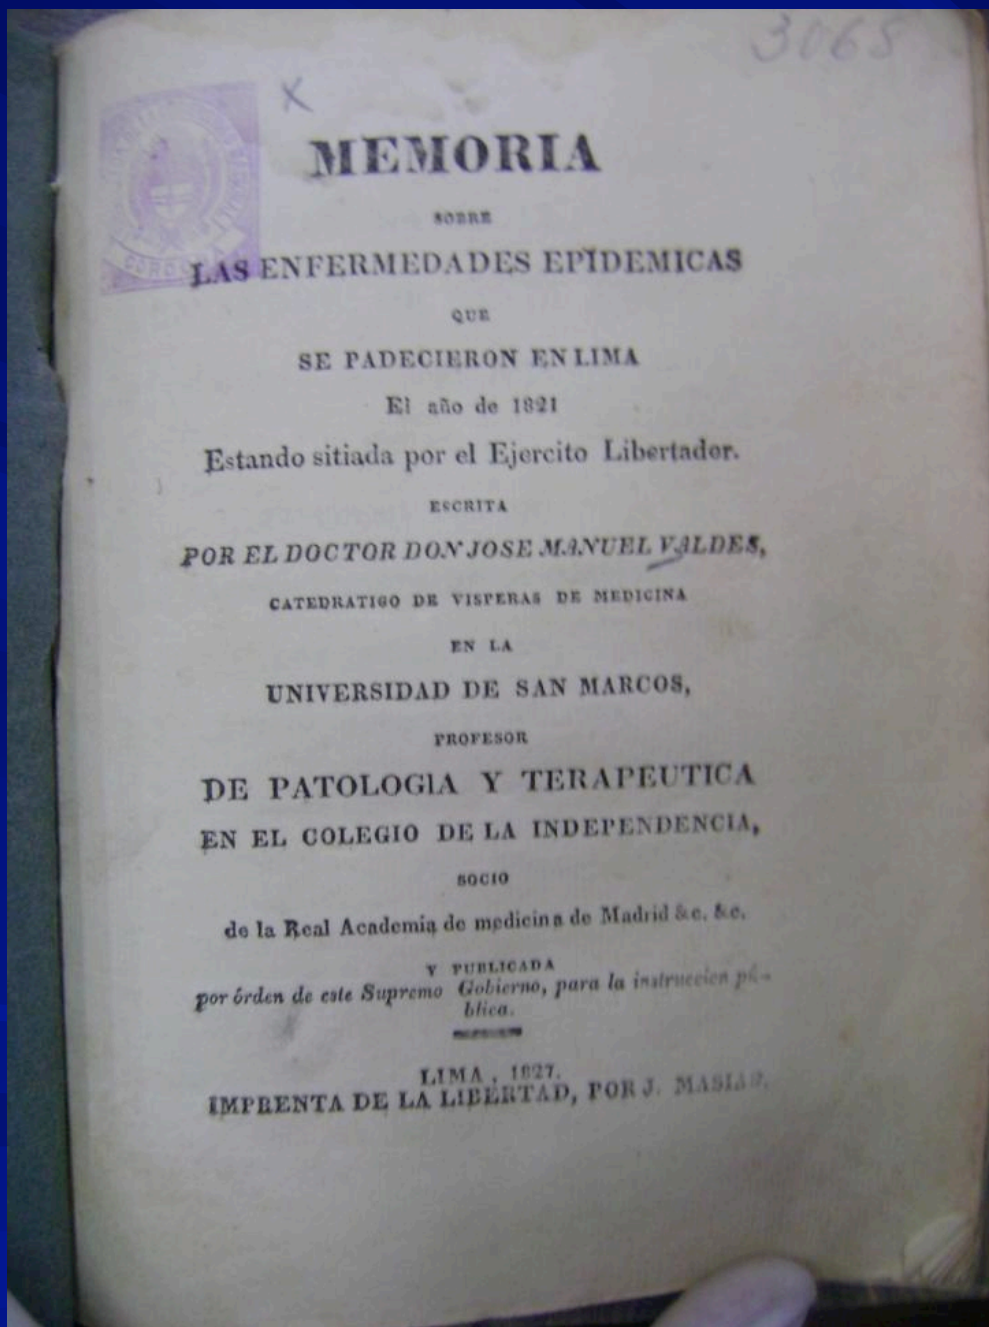 3065
X
MEMORIA
SOBRE
LAS ENFERMEDADES EPIDEMICAS
QUE
SE PADECIERON EN LIMA
El año de 1821
Estando sitiada por el Ejercito Libertador.
ESCRITA
POR EL DOCTOR DON JOSE MANUEL VALDES,
CATEDRATIGO DE VISPERAS DE MEDICINA
EN LA
UNIVERSIDAD DE SAN MARCOS,
PROFESOR
DE PATOLOGIA Y TERAPEUTICA
EN EL COLEGIO DE LA INDEPENDENCIA,
SOCIO
de la Real Academia de medicina de Madrid &c. &c.
Y PUBLICADA
por órden de este Supremo Gobierno, para la instruccion pú-
blica.
LIMA, 1827.
IMPRENTA DE LA LIBERTAD, POR J. MASIAS.